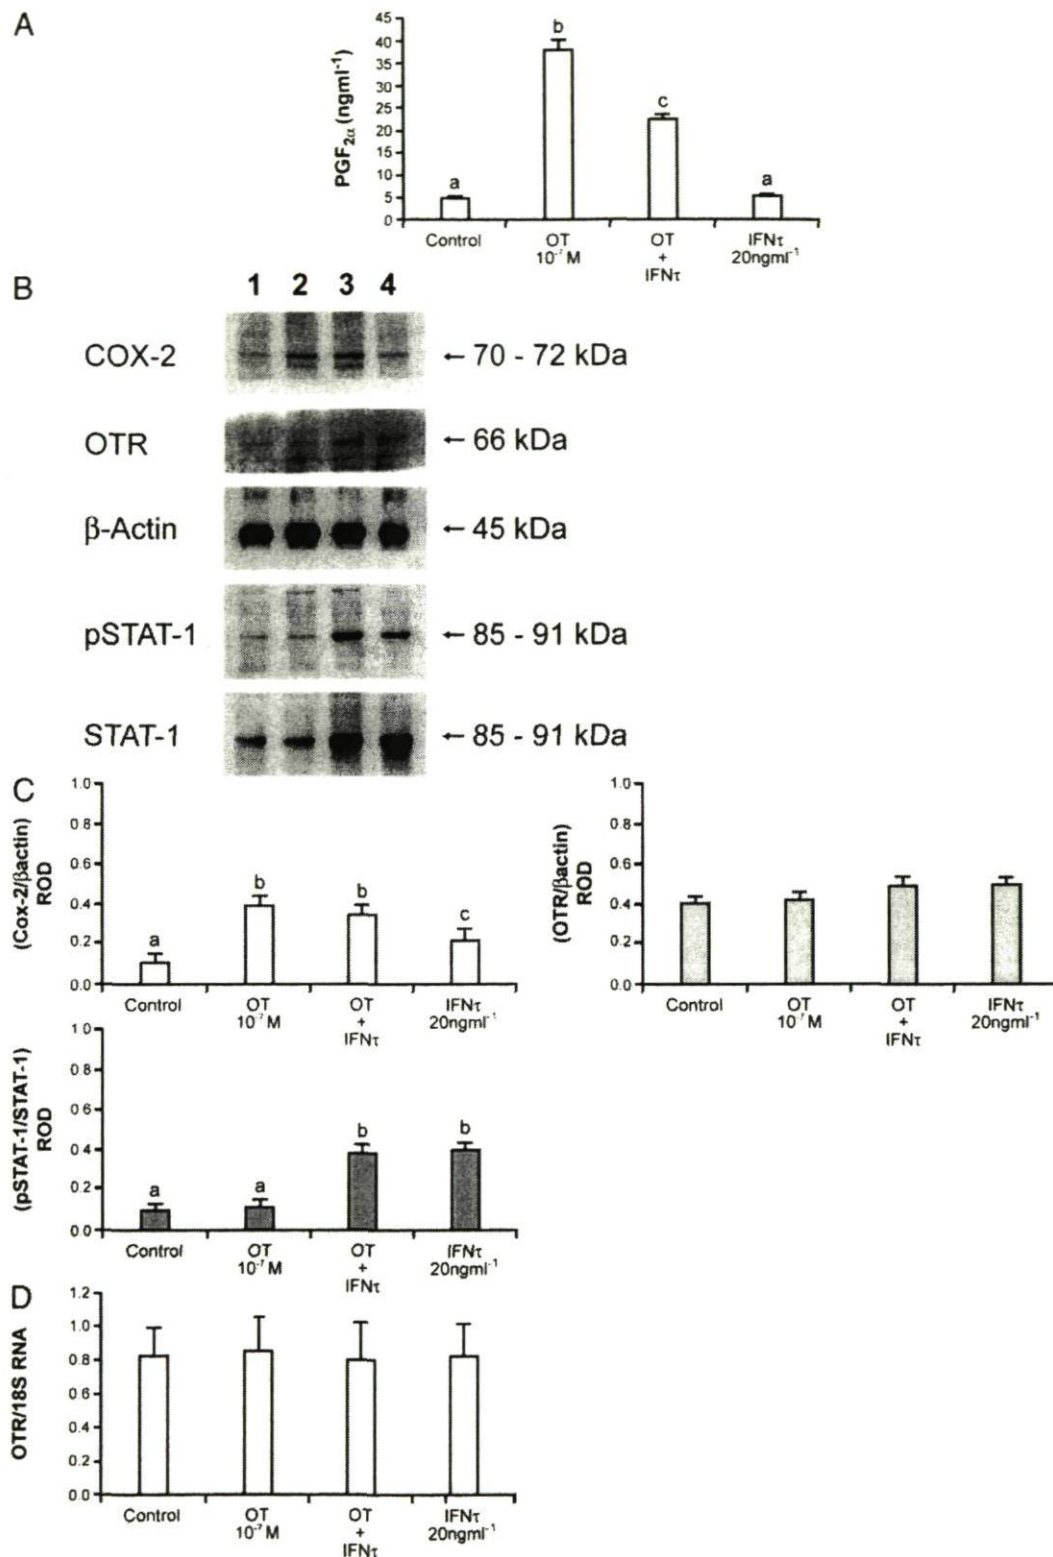 A
PGF2α (ngml-1)
45
40
35
30
25
20
15
10
5
0
a
b
c
a
Control
OT
10-7 M
OT
+
IFNτ
IFNτ
20ngml-1
B
1 2 3 4
COX-2 ← 70 - 72 kDa
OTR ← 66 kDa
β-Actin ← 45 kDa
pSTAT-1 ← 85 - 91 kDa
STAT-1 ← 85 - 91 kDa
C
(Cox-2/βactin)
ROD
1.0
0.8
0.6
0.4
0.2
0.0
a
b
b
c
Control
OT
10-7 M
OT
+
IFNτ
IFNτ
20ngml-1
(OTR/βactin)
ROD
1.0
0.8
0.6
0.4
0.2
0.0
Control
OT
10-7 M
OT
+
IFNτ
IFNτ
20ngml-1
(pSTAT-1/STAT-1)
ROD
1.0
0.8
0.6
0.4
0.2
0.0
a
a
b
b
Control
OT
10-7 M
OT
+
IFNτ
IFNτ
20ngml-1
D
OTR/18S RNA
1.2
1.0
0.8
0.6
0.4
0.2
0.0
Control
OT
10-7 M
OT
+
IFNτ
IFNτ
20ngml-1